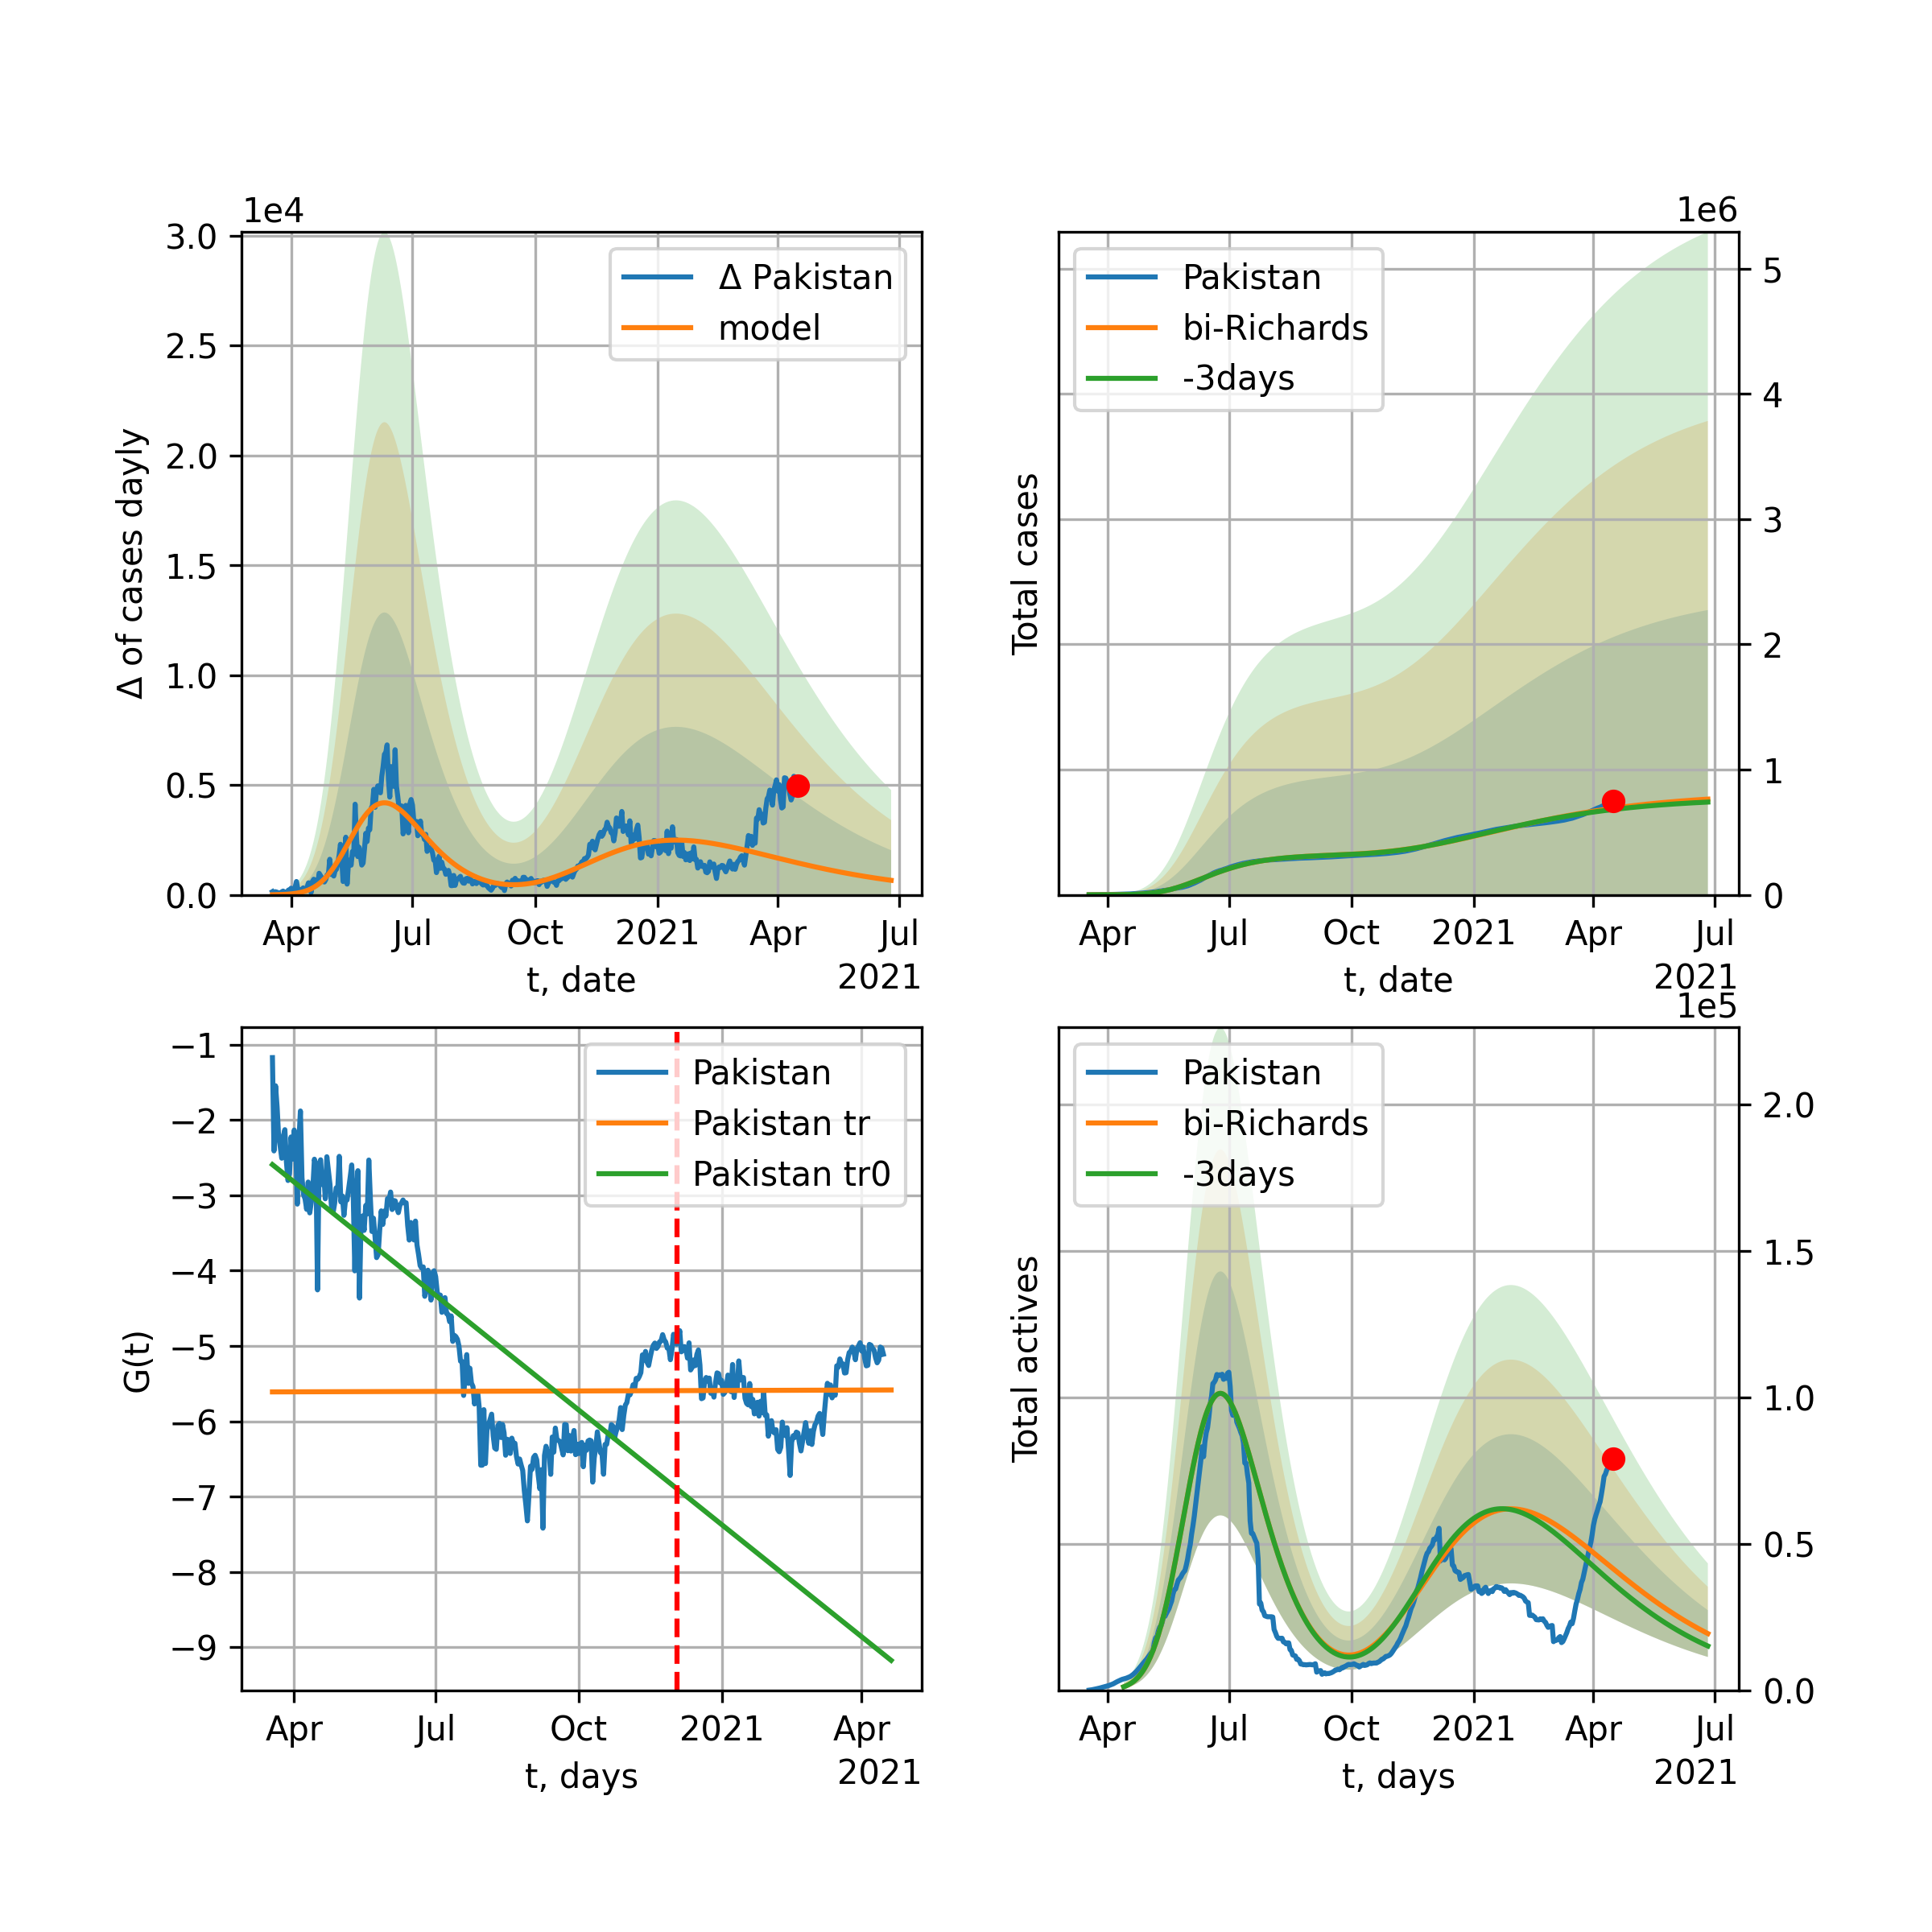 1e4
3.0
2.5
2.0
1.5
1.0
0.5
0.0
Δ of cases dayly
Δ Pakistan
model
Apr Jul Oct 2021 Apr Jul
t, date
2021
1e6
Pakistan
bi-Richards
-3days
Total cases
5
4
3
2
1
0
Apr Jul Oct 2021 Apr Jul
t, date
2021
−1
−2
−3
−4
−5
−6
−7
−8
−9
G(t)
Pakistan
Pakistan tr
Pakistan tr0
Apr Jul Oct 2021 Apr
t, days
2021
1e5
Pakistan
bi-Richards
-3days
Total actives
2.0
1.5
1.0
0.5
0.0
Apr Jul Oct 2021 Apr Jul
t, days
2021